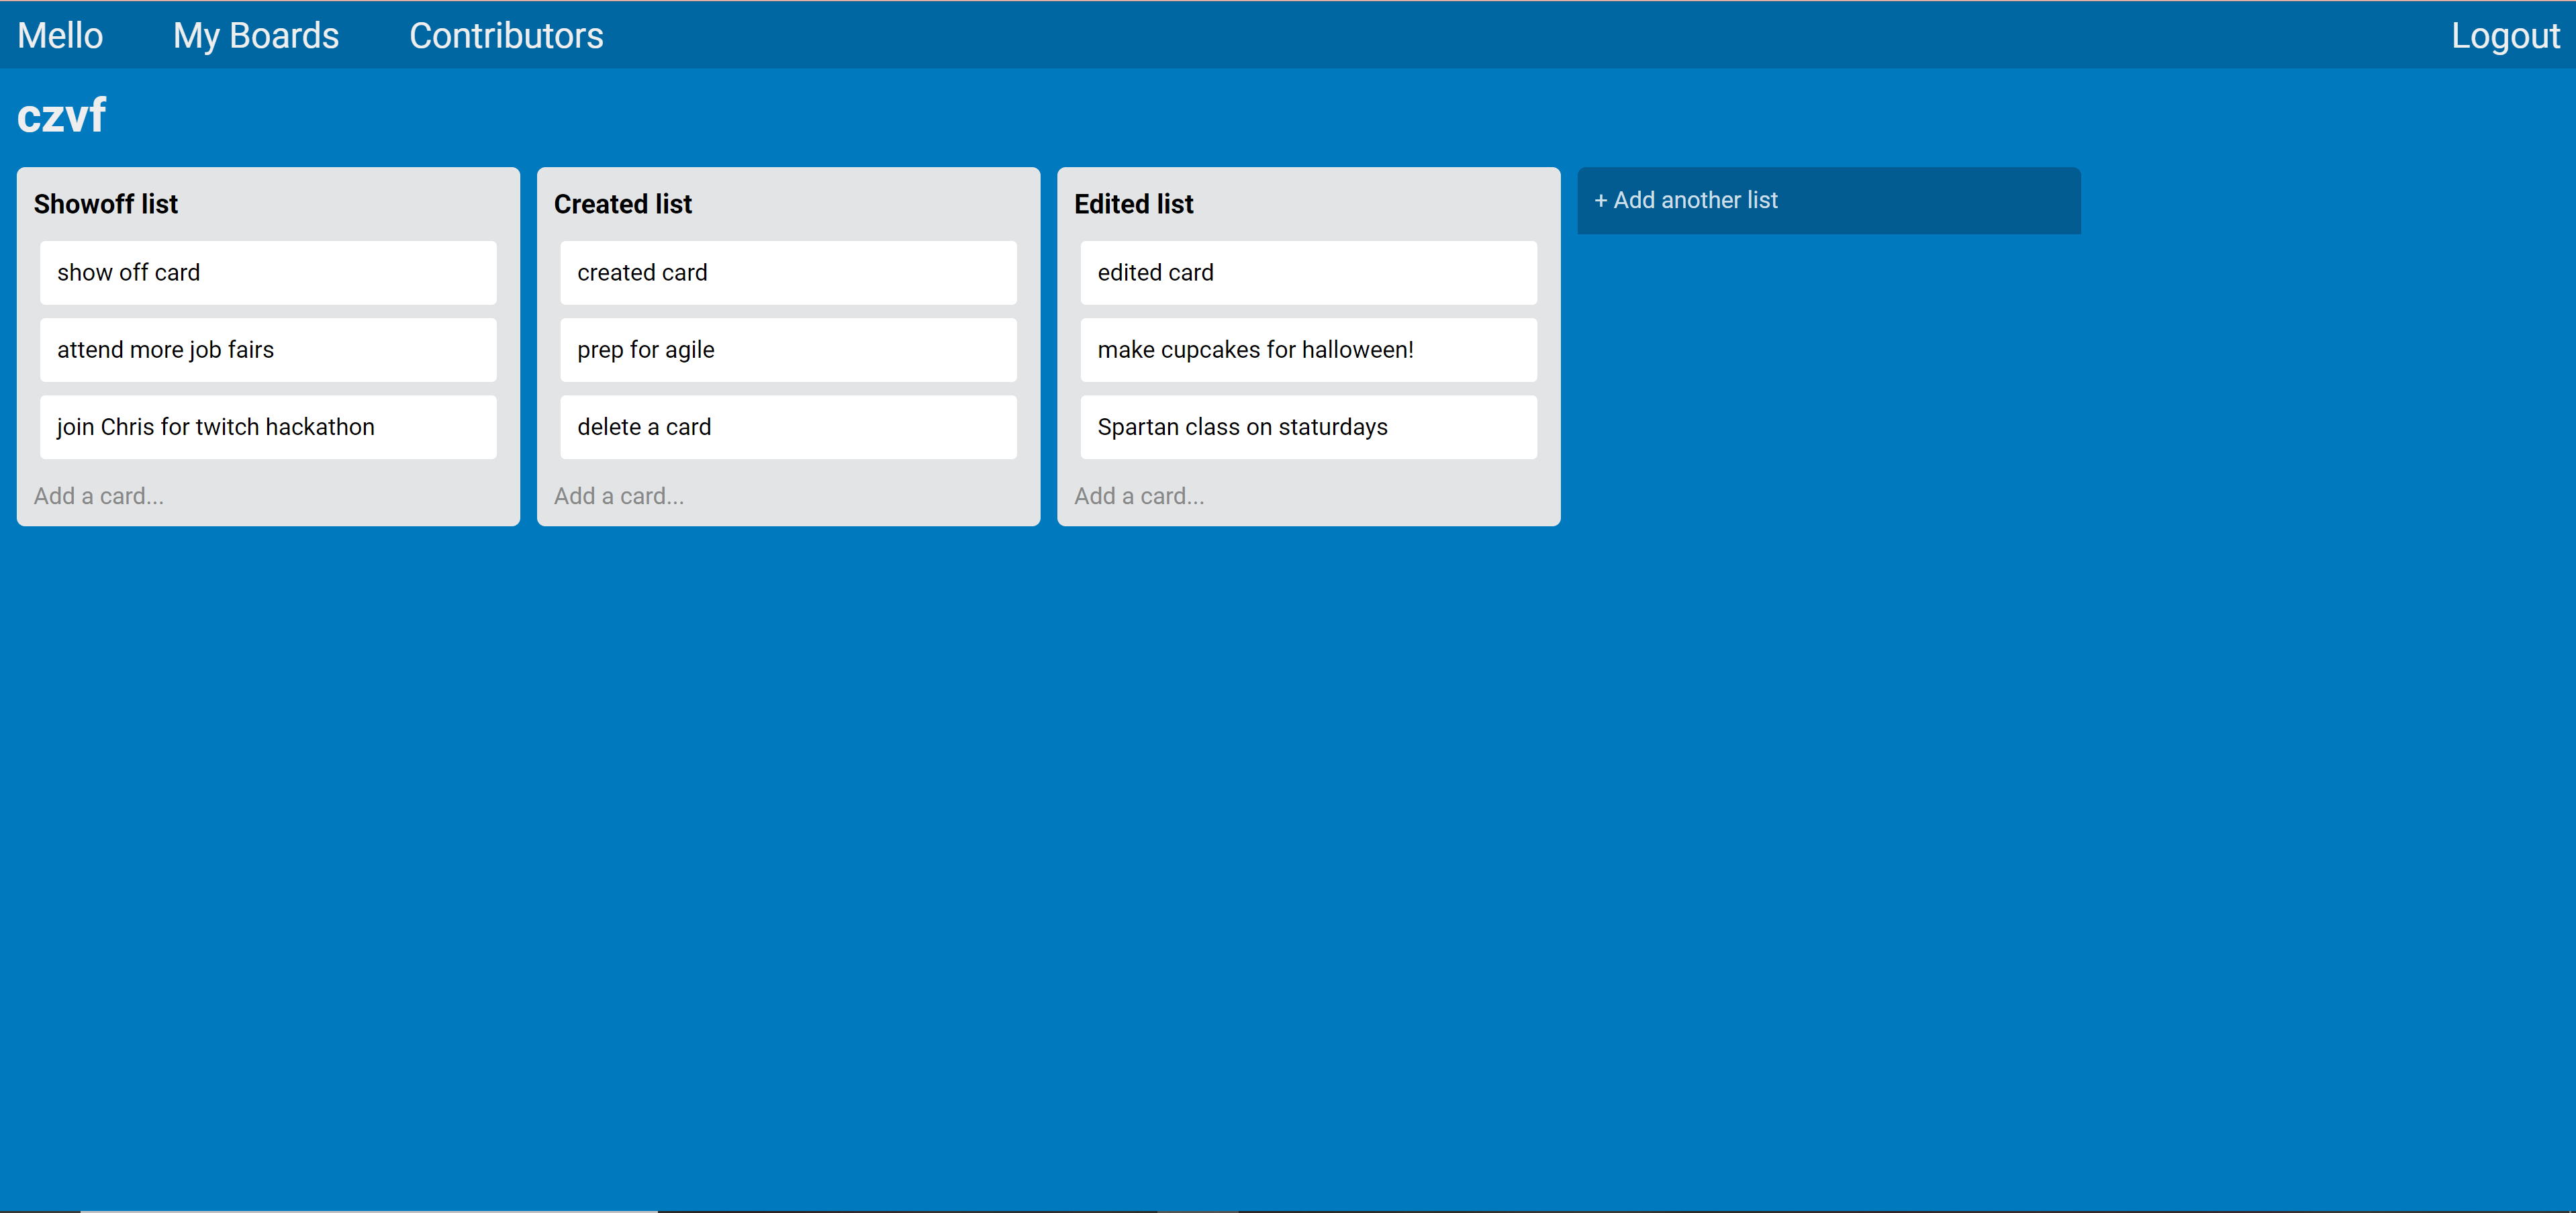 Mello My Boards Contributors Logout
czvf
Showoff list
show off card
attend more job fairs
join Chris for twitch hackathon
Add a card...
Created list
created card
prep for agile
delete a card
Add a card...
Edited list
edited card
make cupcakes for halloween!
Spartan class on staturdays
Add a card...
+ Add another list